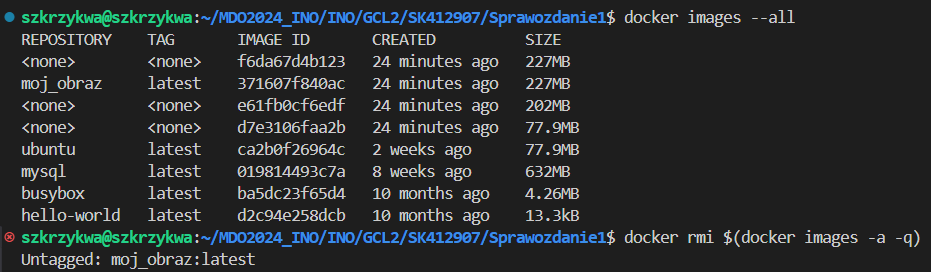 szkrzykwa@szkrzykwa:~/MDO2024_INO/INO/GCL2/SK412907/Sprawozdanie1$ docker images --all
REPOSITORY TAG IMAGE ID CREATED SIZE
<none> <none> f6da67d4b123 24 minutes ago 227MB
moj_obraz latest 371607f840ac 24 minutes ago 227MB
<none> <none> e61fb0cf6edf 24 minutes ago 202MB
<none> <none> d7e3106faa2b 24 minutes ago 77.9MB
ubuntu latest ca2b0f26964c 2 weeks ago 77.9MB
mysql latest 019814493c7a 8 weeks ago 632MB
busybox latest ba5dc23f65d4 10 months ago 4.26MB
hello-world latest d2c94e258dcb 10 months ago 13.3kB
szkrzykwa@szkrzykwa:~/MDO2024_INO/INO/GCL2/SK412907/Sprawozdanie1$ docker rmi $(docker images -a -q)
Untagged: moj_obraz:latest